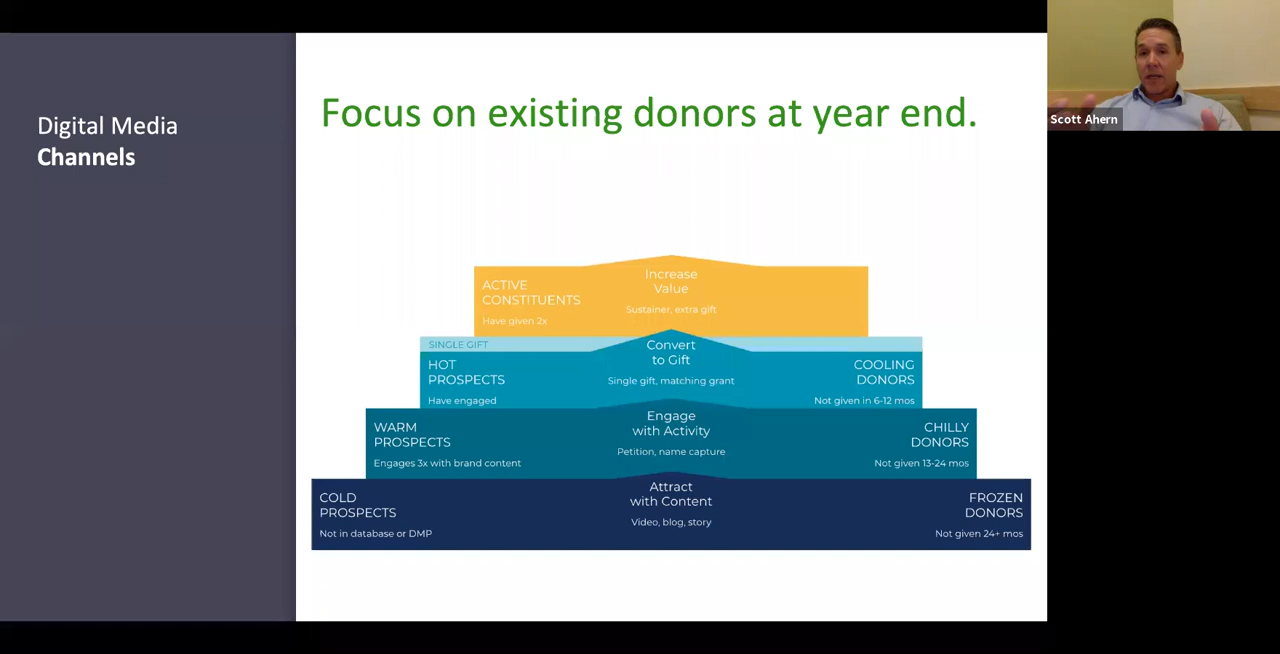 Digital Media
Channels
Focus on existing donors at year end.
Scott Ahern
ACTIVE
CONSTITUENTS
Have given 2x
Increase
Value
Sustainer, extra gift
SINGLE GIFT
HOT
PROSPECTS
Have engaged
Convert
to Gift
Single gift, matching grant
COOLING
DONORS
Not given in 6-12 mos
WARM
PROSPECTS
Engages 3x with brand content
Engage
with Activity
Petition, name capture
CHILLY
DONORS
Not given 13-24 mos
COLD
PROSPECTS
Not in database or DMP
Attract
with Content
Video, blog, story
FROZEN
DONORS
Not given 24+ mos